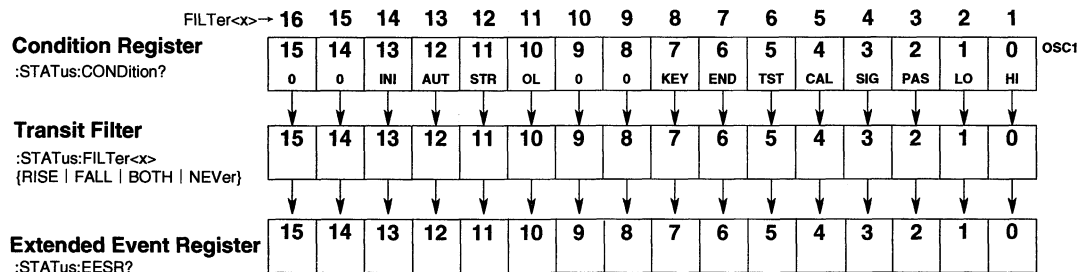 FILTer<x>→ 16 15 14 13 12 11 10 9 8 7 6 5 4 3 2 1
Condition Register
:STATus:CONDition?
15 14 13 12 11 10 9 8 7 6 5 4 3 2 1 0 OSC1
0 0 INI AUT STR OL 0 0 KEY END TST CAL SIG PAS LO HI
Transit Filter
:STATus:FILTer<x>
{RISE | FALL | BOTH | NEVer}
15 14 13 12 11 10 9 8 7 6 5 4 3 2 1 0
Extended Event Register
:STATus:EESR?
15 14 13 12 11 10 9 8 7 6 5 4 3 2 1 0